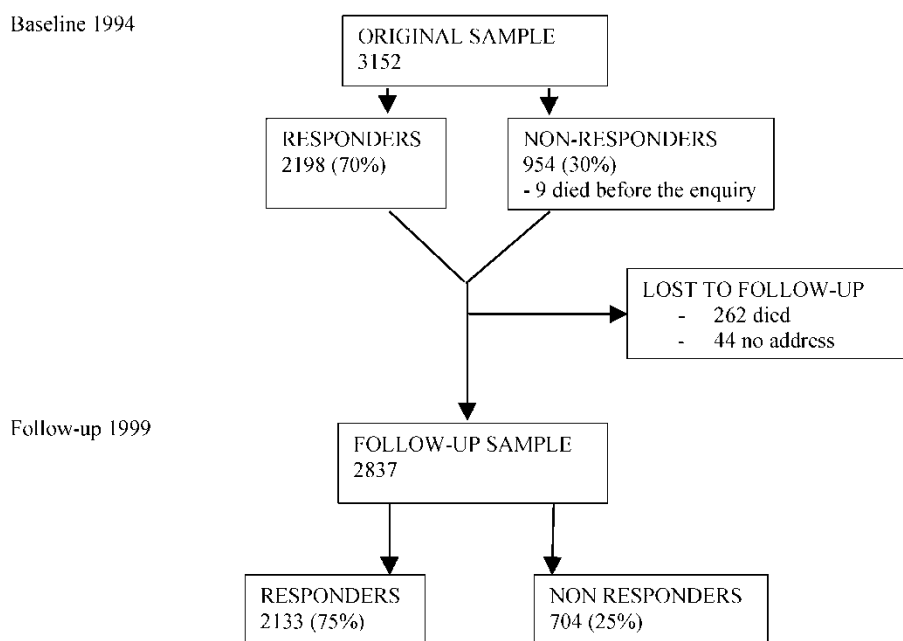 Baseline 1994
ORIGINAL SAMPLE
3152
RESPONDERS
2198 (70%)
NON-RESPONDERS
954 (30%)
- 9 died before the enquiry
LOST TO FOLLOW-UP
- 262 died
- 44 no address
Follow-up 1999
FOLLOW-UP SAMPLE
2837
RESPONDERS
2133 (75%)
NON RESPONDERS
704 (25%)